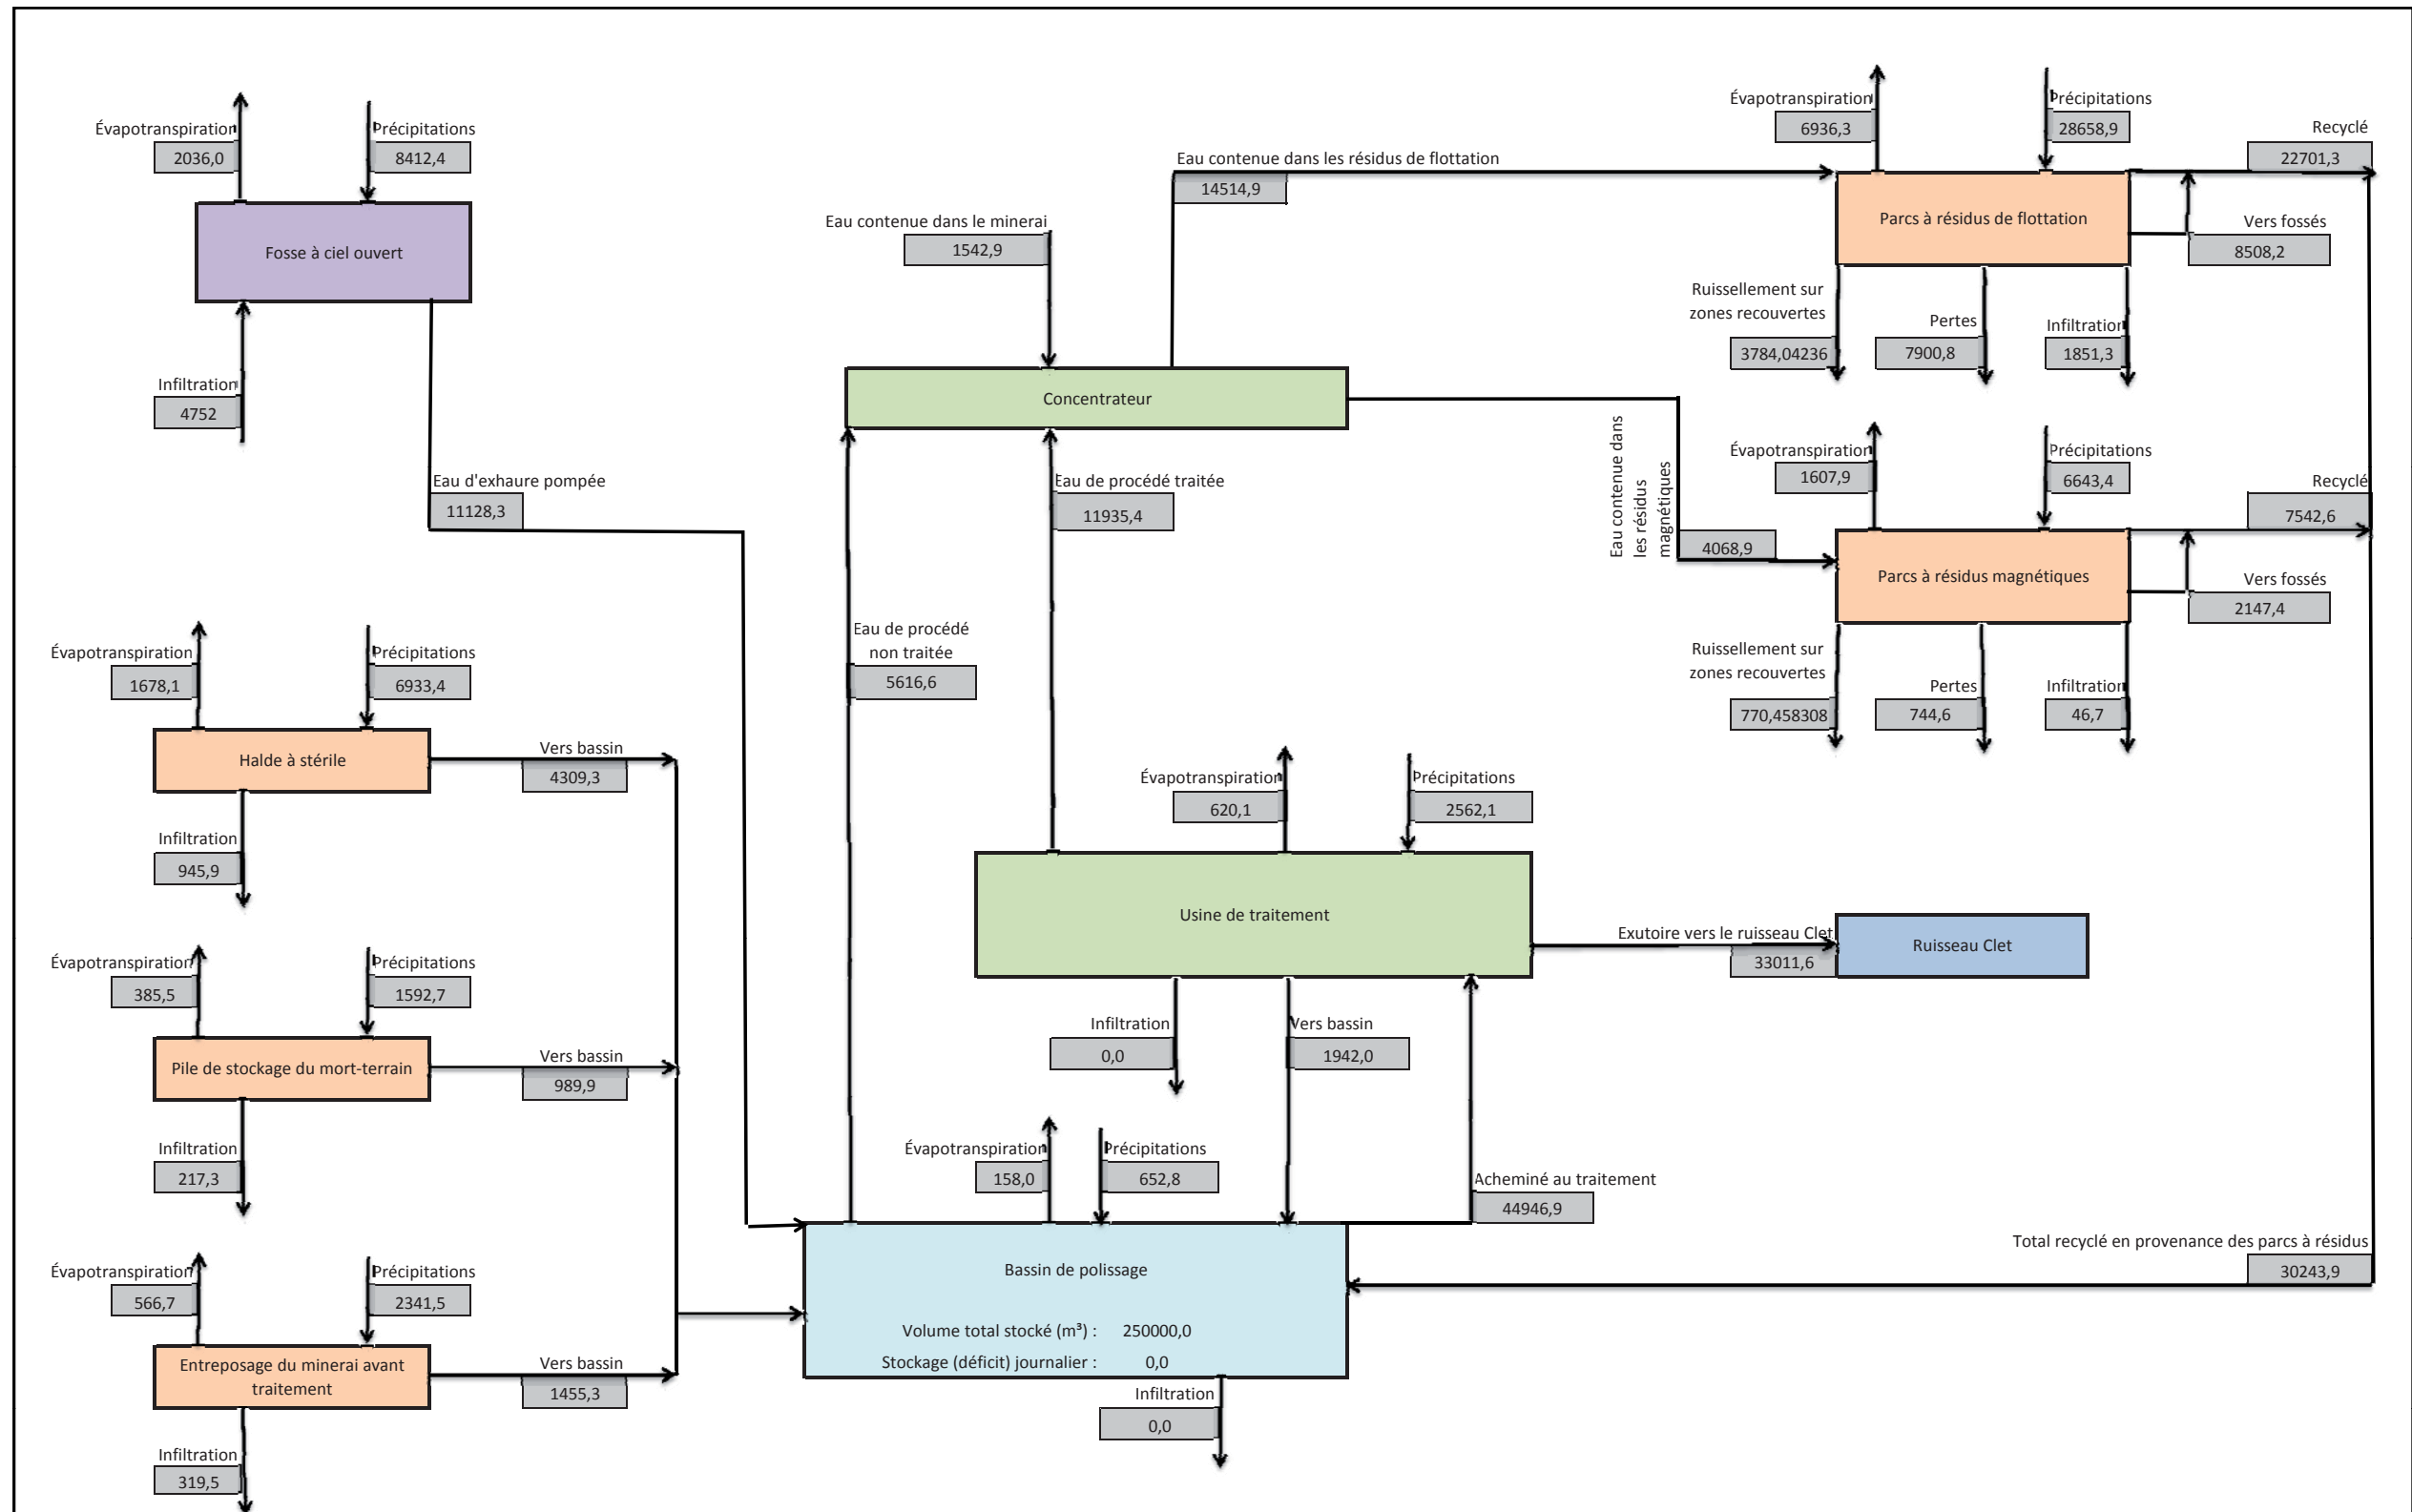 Évapotranspiration
2036,0
Précipitations
8412,4
Fosse à ciel ouvert
Infiltration
4752
Eau d'exhaure pompée
11128,3
Évapotranspiration
1678,1
Précipitations
6933,4
Halde à stérile
Vers bassin
4309,3
Infiltration
945,9
Évapotranspiration
385,5
Précipitations
1592,7
Pile de stockage du mort-terrain
Vers bassin
989,9
Infiltration
217,3
Évapotranspiration
566,7
Précipitations
2341,5
Entreposage du minerai avant
traitement
Vers bassin
1455,3
Infiltration
319,5
Eau contenue dans le minerai
1542,9
Eau contenue dans les résidus de flottation
14514,9
Concentrateur
Eau de procédé traitée
11935,4
Eau de procédé
non traitée
5616,6
Eau contenue dans
les résidus
magnétiques
4068,9
Évapotranspiration
620,1
Précipitations
2562,1
Usine de traitement
Exutoire vers le ruisseau Clet
33011,6
Ruisseau Clet
Infiltration
0,0
Vers bassin
1942,0
Évapotranspiration
158,0
Précipitations
652,8
Acheminé au traitement
44946,9
Bassin de polissage
Volume total stocké (m³) : 250000,0
Stockage (déficit) journalier : 0,0
Infiltration
0,0
Évapotranspiration
6936,3
Précipitations
28658,9
Recyclé
22701,3
Parcs à résidus de flottation
Vers fossés
8508,2
Ruissellement sur
zones recouvertes
3784,04236
Pertes
7900,8
Infiltration
1851,3
Évapotranspiration
1607,9
Précipitations
6643,4
Recyclé
7542,6
Parcs à résidus magnétiques
Vers fossés
2147,4
Ruissellement sur
zones recouvertes
770,458308
Pertes
744,6
Infiltration
46,7
Total recyclé en provenance des parcs à résidus
30243,9